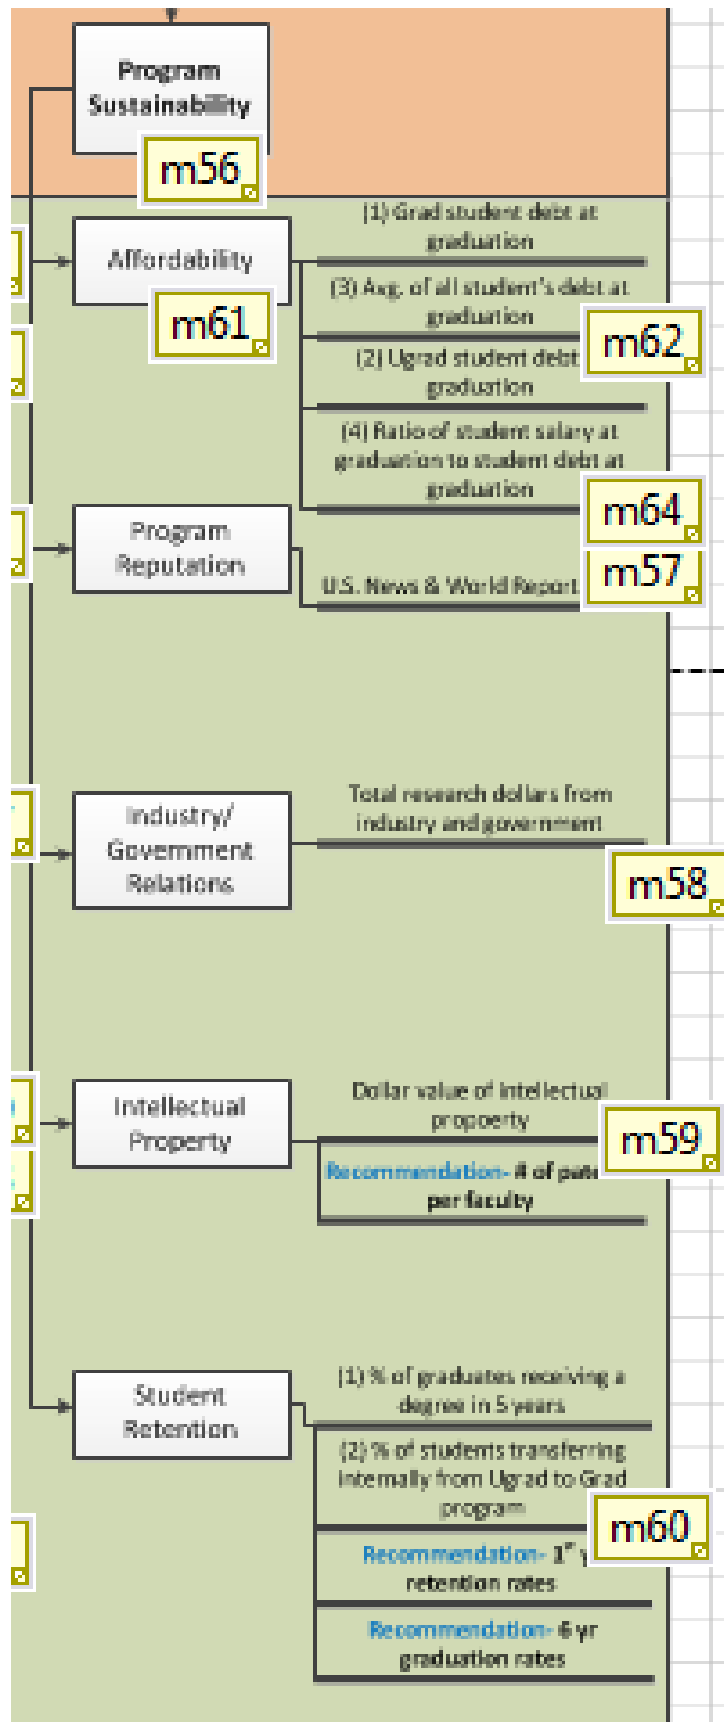 Program
Sustainability
m56
(1) Grad student debt at
graduation
Affordability
m61
(3) Avg. of all student's debt at
graduation
m62
(2) Ugrad student debt
graduation
(4) Ratio of student salary at
graduation to student debt at
graduation
m64
Program
Reputation
m57
U.S. News & World Report
Total research dollars from
industry and government
Industry/
Government
Relations
m58
Dollar value of intellectual
propoerty
Intellectual
Property
m59
Recommendation- # of
per faculty
(1) % of graduates receiving a
degree in 5 years
Student
Retention
(2) % of students transferring
internally from Ugrad to Grad
program
m60
Recommendation- 1st
retention rates
Recommendation- 6 yr
graduation rates